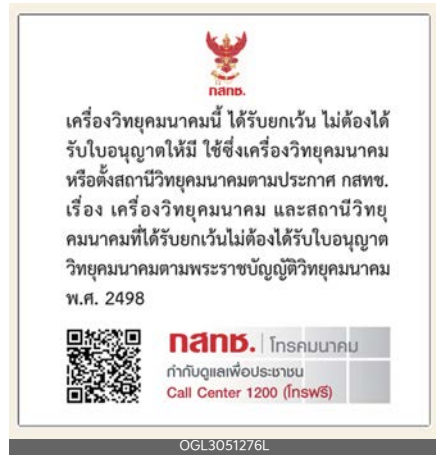 กสทช.
เครื่องวิทยุคมนาคมนี้ ได้รับยกเว้น ไม่ต้องได้
รับใบอนุญาตให้มี ใช้ซึ่งเครื่องวิทยุคมนาคม
หรือตั้งสถานีวิทยุคมนาคมตามประกาศ กสทช.
เรื่อง เครื่องวิทยุคมนาคม และสถานีวิทยุ
คมนาคมที่ได้รับยกเว้นไม่ต้องได้รับใบอนุญาต
วิทยุคมนาคมตามพระราชบัญญัติวิทยุคมนาคม
พ.ศ. 2498
กสทช. | โทรคมนาคม
กำกับดูแลเพื่อประชาชน
Call Center 1200 (โทรฟรี)
OGL3051276L